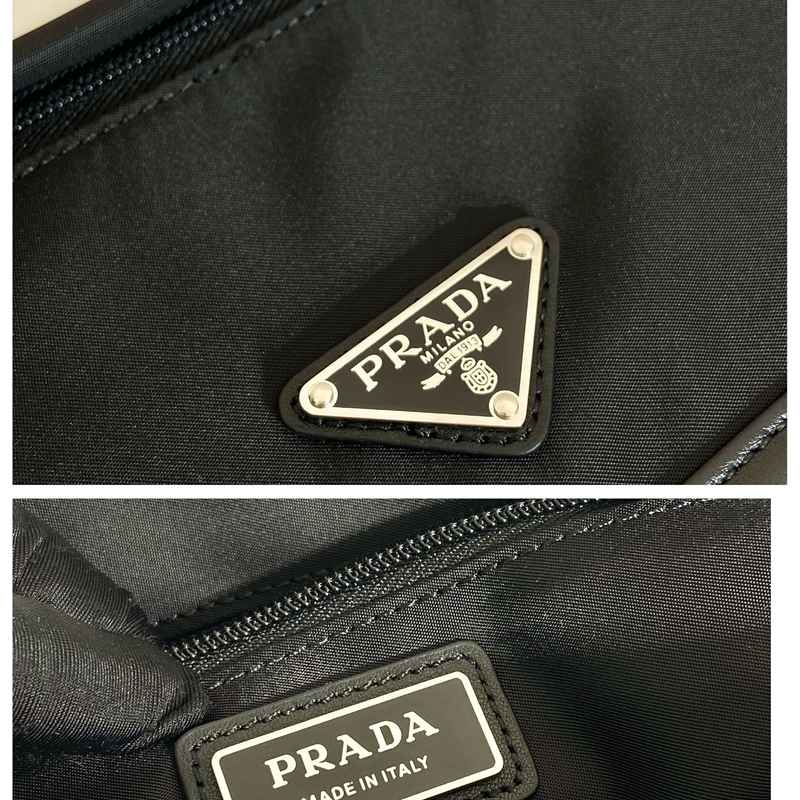 PRADA
MILANO
DAL 1913
PRADA
MADE IN ITALY